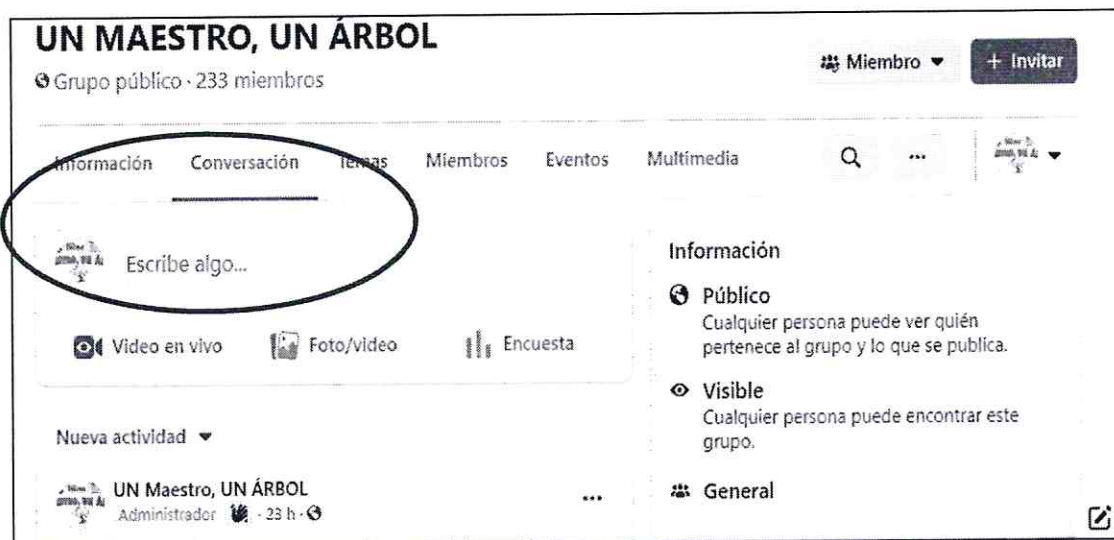 UN MAESTRO, UN ÁRBOL
Grupo público · 233 miembros
Miembro
+ Invitar
Información Conversación Temas Miembros Eventos Multimedia
Escribe algo...
Video en vivo Foto/video Encuesta
Nueva actividad
UN Maestro, UN ÁRBOL
Administrador · 23 h ·
Información
Público
Cualquier persona puede ver quién
pertenece al grupo y lo que se publica.
Visible
Cualquier persona puede encontrar este
grupo.
General